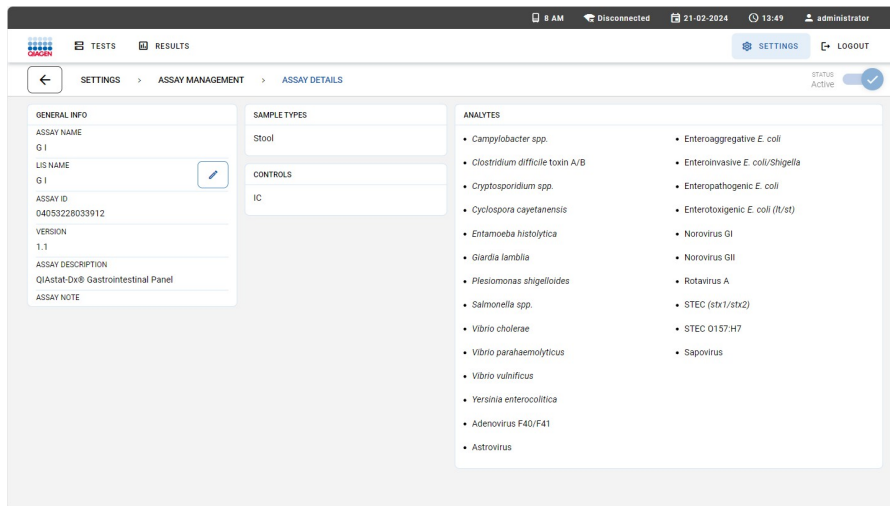 8 AM Disconnected 21-02-2024 13:49 administrator
QIAGEN TESTS RESULTS SETTINGS LOGOUT
SETTINGS > ASSAY MANAGEMENT > ASSAY DETAILS
STATUS
Active
GENERAL INFO
ASSAY NAME
G I
LIS NAME
G I
ASSAY ID
04053228033912
VERSION
1.1
ASSAY DESCRIPTION
QIAstat-Dx® Gastrointestinal Panel
ASSAY NOTE
SAMPLE TYPES
Stool
CONTROLS
IC
ANALYTES
• Campylobacter spp.
• Clostridium difficile toxin A/B
• Cryptosporidium spp.
• Cyclospora cayetanensis
• Entamoeba histolytica
• Giardia lamblia
• Plesiomonas shigelloides
• Salmonella spp.
• Vibrio cholerae
• Vibrio parahaemolyticus
• Vibrio vulnificus
• Yersinia enterocolitica
• Adenovirus F40/F41
• Astrovirus
• Enteroaggregative E. coli
• Enteroinvasive E. coli/Shigella
• Enteropathogenic E. coli
• Enterotoxigenic E. coli (lt/st)
• Norovirus GI
• Norovirus GII
• Rotavirus A
• STEC (stx1/stx2)
• STEC O157:H7
• Sapovirus